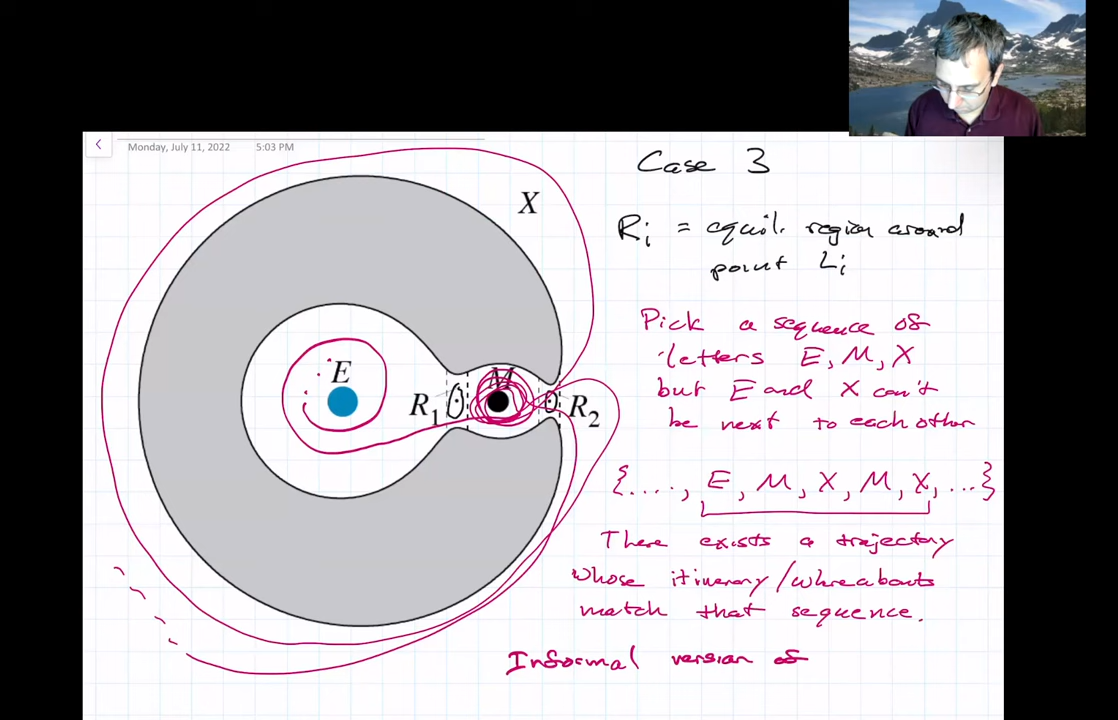 Monday, July 11, 2022 5:03 PM
Case 3
X
Ri = equil. region around
point Li
Pick a sequence of
letters E, M, X
but E and X can't
be next to each other
E
M
R1
R2
{...., E, M, X, M, X, ...}
There exists a trajectory
whose itinerary/whereabouts
match that sequence.
Informal version of